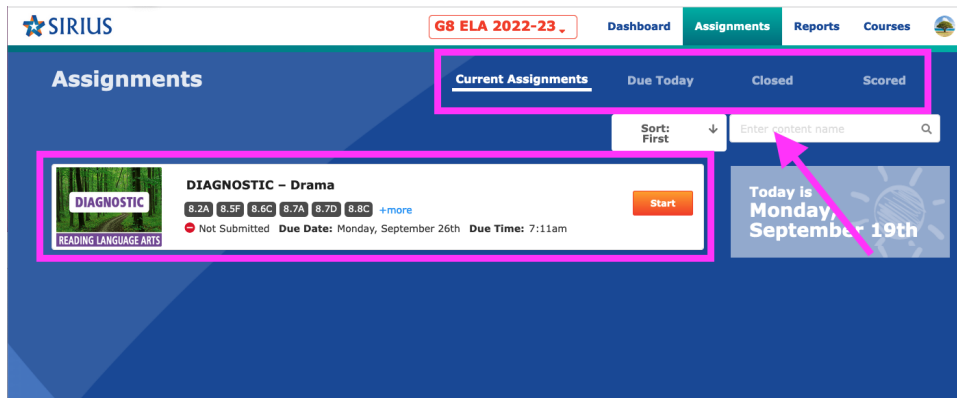 SIRIUS
G8 ELA 2022-23
Dashboard
Assignments
Reports
Courses
Assignments
Current Assignments
Due Today
Closed
Scored
Sort:
First
Enter content name
DIAGNOSTIC
READING LANGUAGE ARTS
DIAGNOSTIC – Drama
8.2A 8.5F 8.6C 8.7A 8.7D 8.8C +more
Not Submitted Due Date: Monday, September 26th Due Time: 7:11am
Start
Today is
Monday,
September 19th